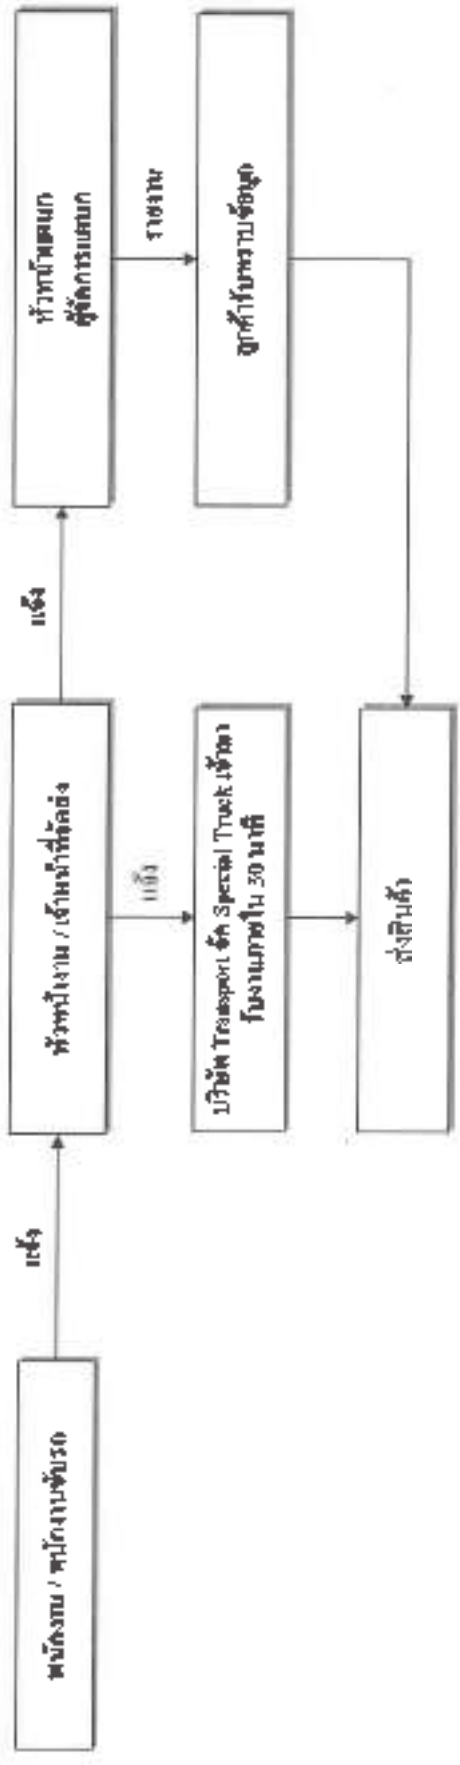 พนักงาน / พนักงานขับรถ
แจ้ง
หัวหน้างาน / เจ้าหน้าที่จัดส่ง
แจ้ง
หัวหน้าแผนก
ผู้จัดการแผนก
แจ้ง
รายงาน
บริษัท Transport จัด Special Truck เข้ามา
รับงานภายใน 30 นาที
ลูกค้ารับทราบข้อมูล
ส่งสินค้า